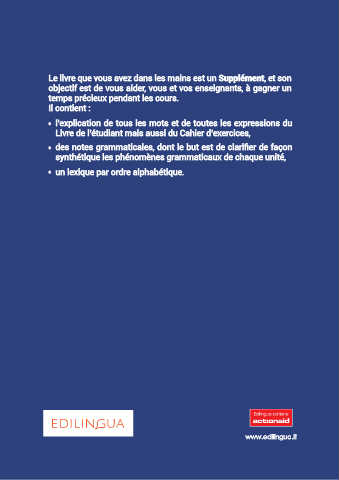 Le livre que vous avez dans les mains est un Supplément, et son
objectif est de vous aider, vous et vos enseignants, à gagner un
temps précieux pendant les cours.
Il contient :
• l'explication de tous les mots et de toutes les expressions du
Livre de l'étudiant mais aussi du Cahier d'exercices,
• des notes grammaticales, dont le but est de clarifier de façon
synthétique les phénomènes grammaticaux de chaque unité,
• un lexique par ordre alphabétique.
EDILINGUA
actionaid
www.edilingua.it